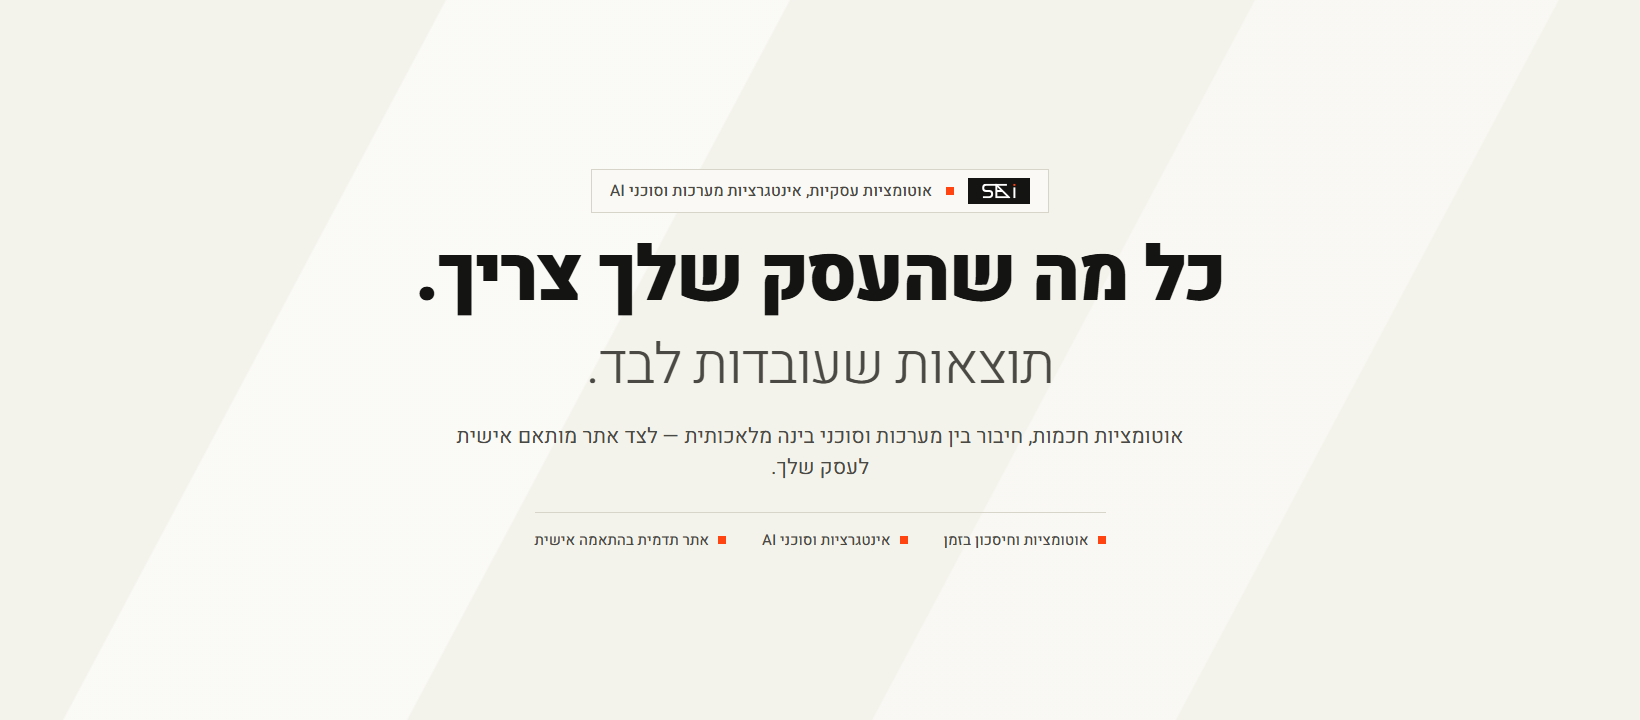 SEi אוטומציות עסקיות, אינטגרציות מערכות וסוכני AI
כל מה שהעסק שלך צריך.
תוצאות שעובדות לבד.
אוטומציות חכמות, חיבור בין מערכות וסוכני בינה מלאכותית – לצד אתר מותאם אישית
לעסק שלך.
אוטומציות וחיסכון בזמן אינטגרציות וסוכני AI אתר תדמית בהתאמה אישית